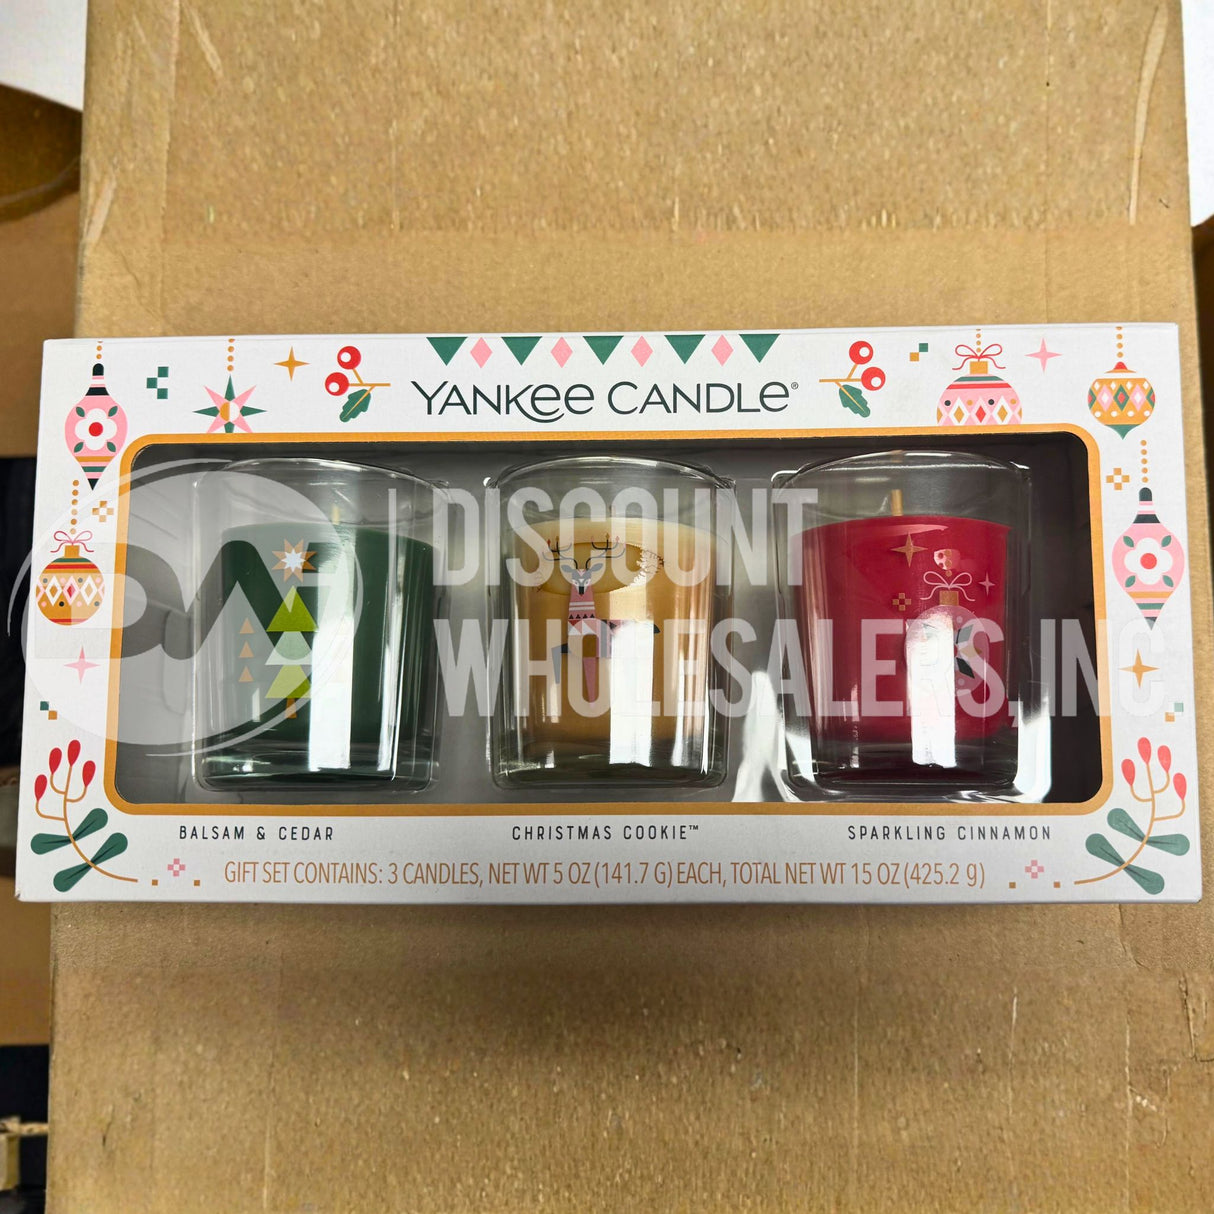 YANKEE CANDLE®
DW
DISCOUNT
WHOLESALERS, INC.
BALSAM & CEDAR
CHRISTMAS COOKIE™
SPARKLING CINNAMON
GIFT SET CONTAINS: 3 CANDLES, NET WT 5 OZ (141.7 G) EACH, TOTAL NET WT 15 OZ (425.2 g)